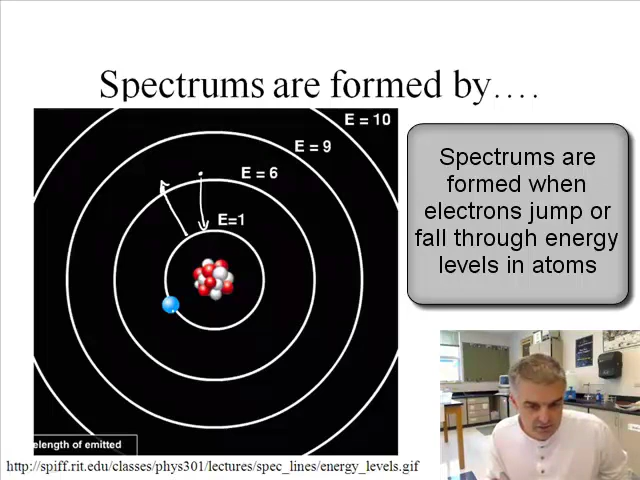 Spectrums are formed by....
E = 10
E = 9
E = 6
E=1
Spectrums are
formed when
electrons jump or
fall through energy
levels in atoms
elength of emitted
http://spiff.rit.edu/classes/phys301/lectures/spec_lines/energy_levels.gif